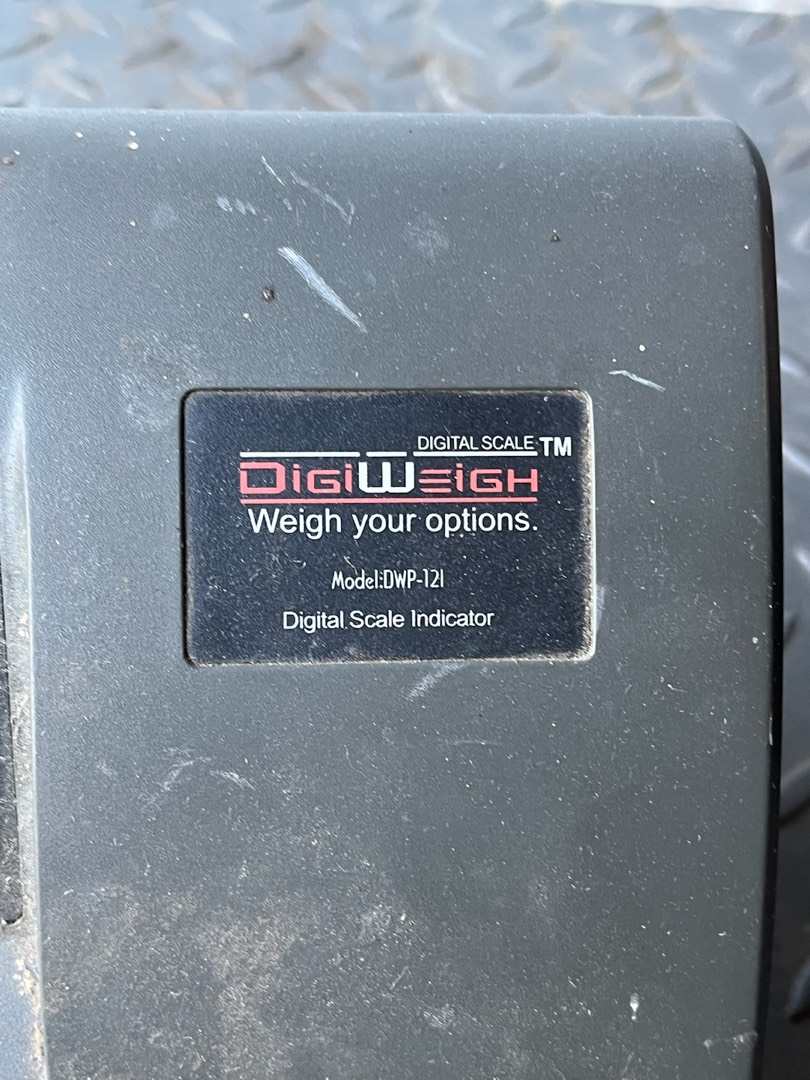 DIGITAL SCALE TM
DIGIWEIGH
Weigh your options.
Model:DWP-12I
Digital Scale Indicator